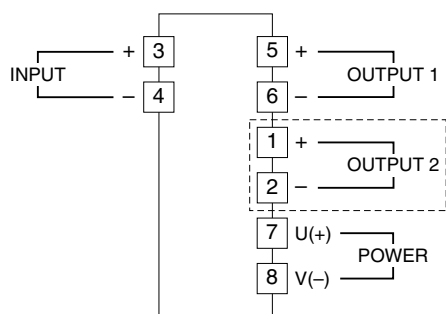 + 3
INPUT
– 4
5 +
OUTPUT 1
6 –
1 +
OUTPUT 2
2 –
7 U(+)
POWER
8 V(–)